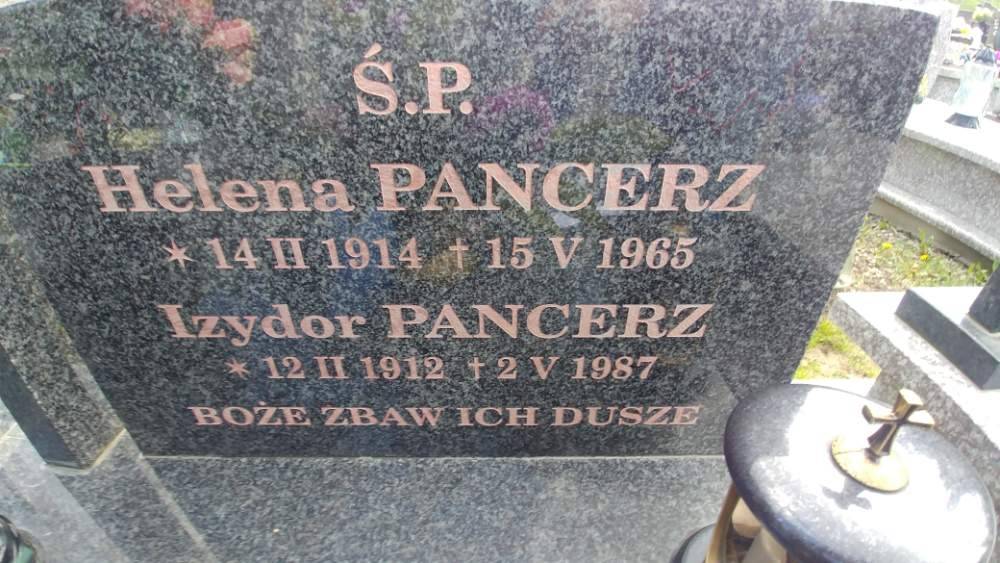 Ś.P.
Helena PANCERZ
* 14 II 1914 † 15 V 1965
Izydor PANCERZ
* 12 II 1912 † 2 V 1987
BOŻE ZBAW ICH DUSZE